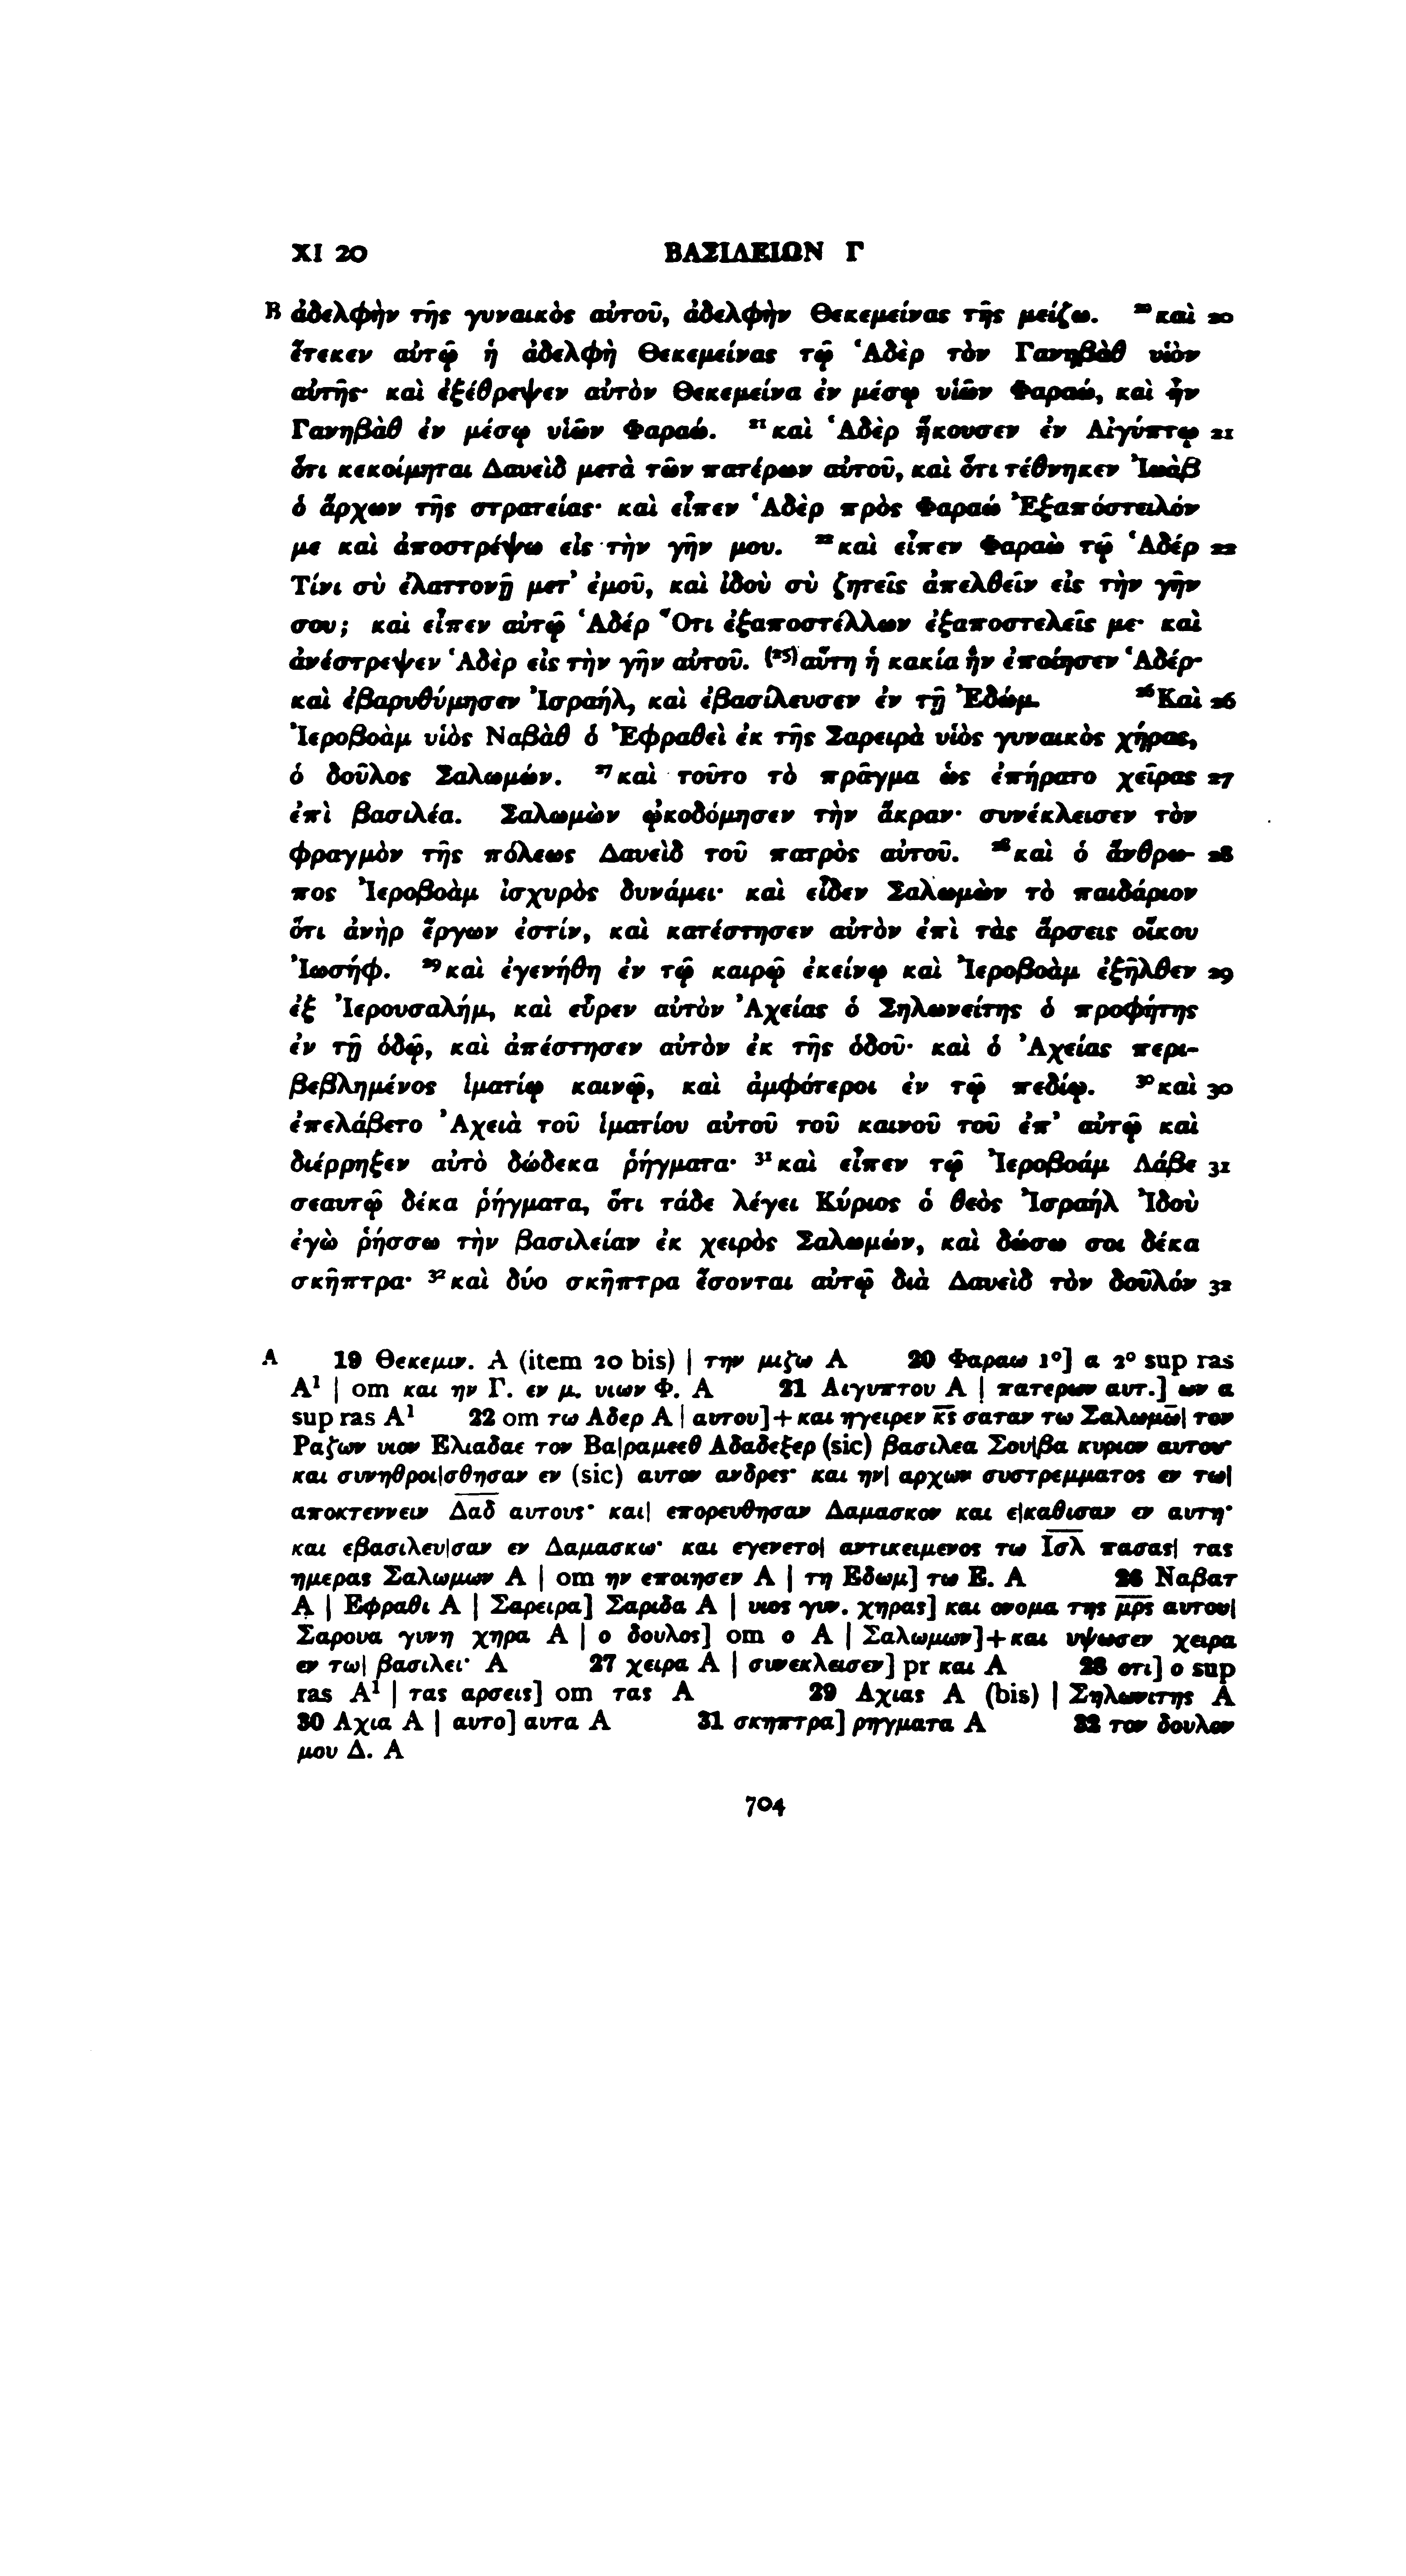 XI 20 ΒΑΣΙΛΕΙΩΝ Γ
B ἀδελφὴν τῆς γυναικὸς αὐτοῦ, ἀδελφὴν Θεκεμείνας τῆς μείζω. ²⁰καὶ 20
ἔτεκεν αὐτῷ ἡ ἀδελφὴ Θεκεμείνας τῷ Ἁδὲρ τὸν Γανηβὰθ υἱὸν
αὐτῆς· καὶ ἐξέθρεψεν αὐτὸν Θεκεμείνα ἐν μέσῳ υἱῶν Φαραώ, καὶ ἦν
Γανηβὰθ ἐν μέσῳ υἱῶν Φαραώ. ²¹καὶ Ἁδὲρ ἤκουσεν ἐν Αἰγύπτῳ 21
ὅτι κεκοίμηται Δαυεὶδ μετὰ τῶν πατέρων αὐτοῦ, καὶ ὅτι τέθνηκεν Ἰωὰβ
ὁ ἄρχων τῆς στρατείας· καὶ εἶπεν Ἁδὲρ πρὸς Φαραώ Ἐξαπόστειλόν
με καὶ ἀποστρέψω εἰς τὴν γῆν μου. ²²καὶ εἶπεν Φαραὼ τῷ Ἁδέρ 22
Τίνι σὺ ἐλαττονῇ μετ’ ἐμοῦ, καὶ ἰδοὺ σὺ ζητεῖς ἀπελθεῖν εἰς τὴν γῆν
σου; καὶ εἶπεν αὐτῷ Ἁδέρ Ὅτι ἐξαποστέλλων ἐξαποστελεῖς με· καὶ
ἀνέστρεψεν Ἁδὲρ εἰς τὴν γῆν αὐτοῦ. ⁽²⁵⁾αὕτη ἡ κακία ἣν ἐποίησεν Ἁδέρ·
καὶ ἐβαρυθύμησεν Ἰσραήλ, καὶ ἐβασίλευσεν ἐν τῇ Ἐδώμ. ²⁶Καὶ 26
Ἰεροβοὰμ υἱὸς Ναβὰθ ὁ Ἐφραθεὶ ἐκ τῆς Σαρειρὰ υἱὸς γυναικὸς χήρας,
ὁ δοῦλος Σαλωμών. ²⁷καὶ τοῦτο τὸ πρᾶγμα ὡς ἐπήρατο χεῖρας 27
ἐπὶ βασιλέα. Σαλωμὼν ᾠκοδόμησεν τὴν ἄκραν· συνέκλεισεν τὸν
φραγμὸν τῆς πόλεως Δαυεὶδ τοῦ πατρὸς αὐτοῦ. ²⁸καὶ ὁ ἄνθρω- 28
πος Ἰεροβοὰμ ἰσχυρὸς δυνάμει· καὶ εἶδεν Σαλωμὼν τὸ παιδάριον
ὅτι ἀνὴρ ἔργων ἐστίν, καὶ κατέστησεν αὐτὸν ἐπὶ τὰς ἄρσεις οἴκου
Ἰωσήφ. ²⁹καὶ ἐγενήθη ἐν τῷ καιρῷ ἐκείνῳ καὶ Ἰεροβοὰμ ἐξῆλθεν 29
ἐξ Ἰερουσαλήμ, καὶ εὗρεν αὐτὸν Ἀχείας ὁ Σηλωνείτης ὁ προφήτης
ἐν τῇ ὁδῷ, καὶ ἀπέστησεν αὐτὸν ἐκ τῆς ὁδοῦ· καὶ ὁ Ἀχείας περι-
βεβλημένος ἱματίῳ καινῷ, καὶ ἀμφότεροι ἐν τῷ πεδίῳ. ³⁰καὶ 30
ἐπελάβετο Ἀχειὰ τοῦ ἱματίου αὐτοῦ τοῦ καινοῦ τοῦ ἐπ’ αὐτῷ καὶ
διέρρηξεν αὐτὸ δώδεκα ῥήγματα· ³¹καὶ εἶπεν τῷ Ἰεροβοάμ Λάβε 31
σεαυτῷ δέκα ῥήγματα, ὅτι τάδε λέγει Κύριος ὁ θεὸς Ἰσραήλ Ἰδοὺ
ἐγὼ ῥήσσω τὴν βασιλείαν ἐκ χειρὸς Σαλωμών, καὶ δώσω σοι δέκα
σκῆπτρα· ³²καὶ δύο σκῆπτρα ἔσονται αὐτῷ διὰ Δαυεὶδ τὸν δοῦλόν 32
A 19 Θεκεμιν. A (item 20 bis) | την μιζω A 20 Φαραω 1°] α 2° sup ras
A¹ | om και ην Γ. εν μ. υιων Φ. A 21 Αιγυπτου A | πατερων αυτ.] ων α
sup ras A¹ 22 om τω Αδερ A | αυτου]+και ηγειρεν κ̅ς̅ σαταν τω Σαλωμω̅| τον
Ραζων υιον Ελιαδαε τον Βα|ραμεεθ Αδαδεζερ (sic) βασιλεα Σου|βα κυριον αυτου·
και συνηθροι|σθησαν εν (sic) αυτον ανδρες· και ην| αρχων συστρεμματος εν τω|
αποκτεννειν Δ̅α̅δ̅ αυτους· και| επορευθησαν Δαμασκον και ε|καθισαν εν αυτη·
και εβασιλευ|σαν εν Δαμασκω· και εγενετο| αντικειμενος τω Ι̅σ̅λ̅ πασας| τας
ημερας Σαλωμων A | om ην εποιησεν A | τη Εδωμ] τω Ε. A 26 Ναβατ
A | Εφραθι A | Σαρειρα] Σαριδα A | υιος γυν. χηρας] και ονομα της μ̅ρ̅ς̅ αυτου|
Σαρουα γυνη χηρα A | ο δουλος] om ο A | Σαλωμων]+και υψωσεν χειρα
εν τω| βασιλει· A 27 χειρα A | συνεκλεισεν] pr και A 28 οτι] ο sup
ras A¹ | τας αρσεις] om τας A 29 Αχιας A (bis) | Σηλωνιτης A
30 Αχια A | αυτο] αυτα A 31 σκηπτρα] ρηγματα A 32 τον δουλον
μου Δ. A
704